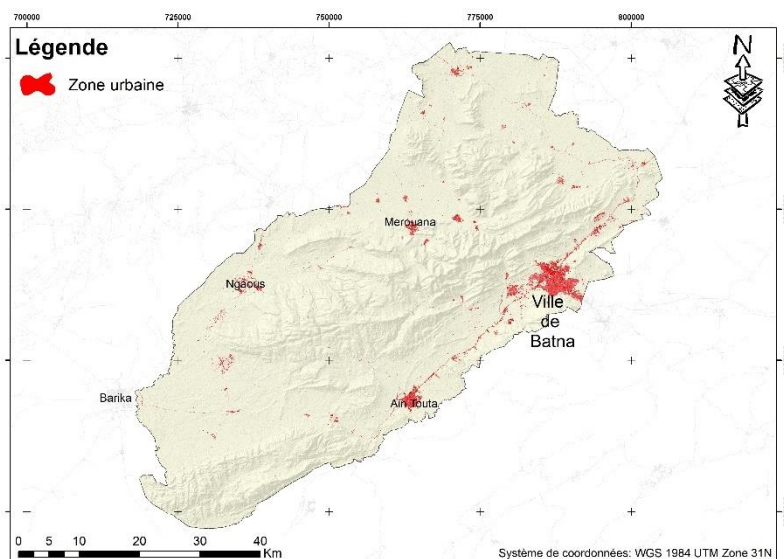 700000 725000 750000 775000 800000
Légende
Zone urbaine
N
Merouana
Ngaous
Ville
de
Batna
Barika
Ain Touta
0 5 10 20 30 40
Km
Système de coordonnées: WGS 1984 UTM Zone 31N